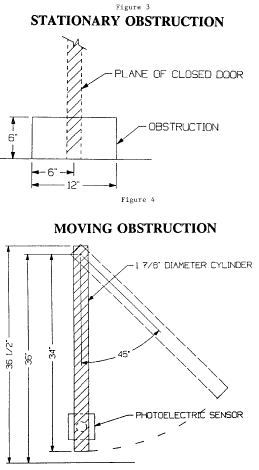 Figure 3
STATIONARY OBSTRUCTION
PLANE OF CLOSED DOOR
OBSTRUCTION
6"
6"
12"
Figure 4
MOVING OBSTRUCTION
1 7/8" DIAMETER CYLINDER
36 1/2"
36"
34"
45°
PHOTOELECTRIC SENSOR